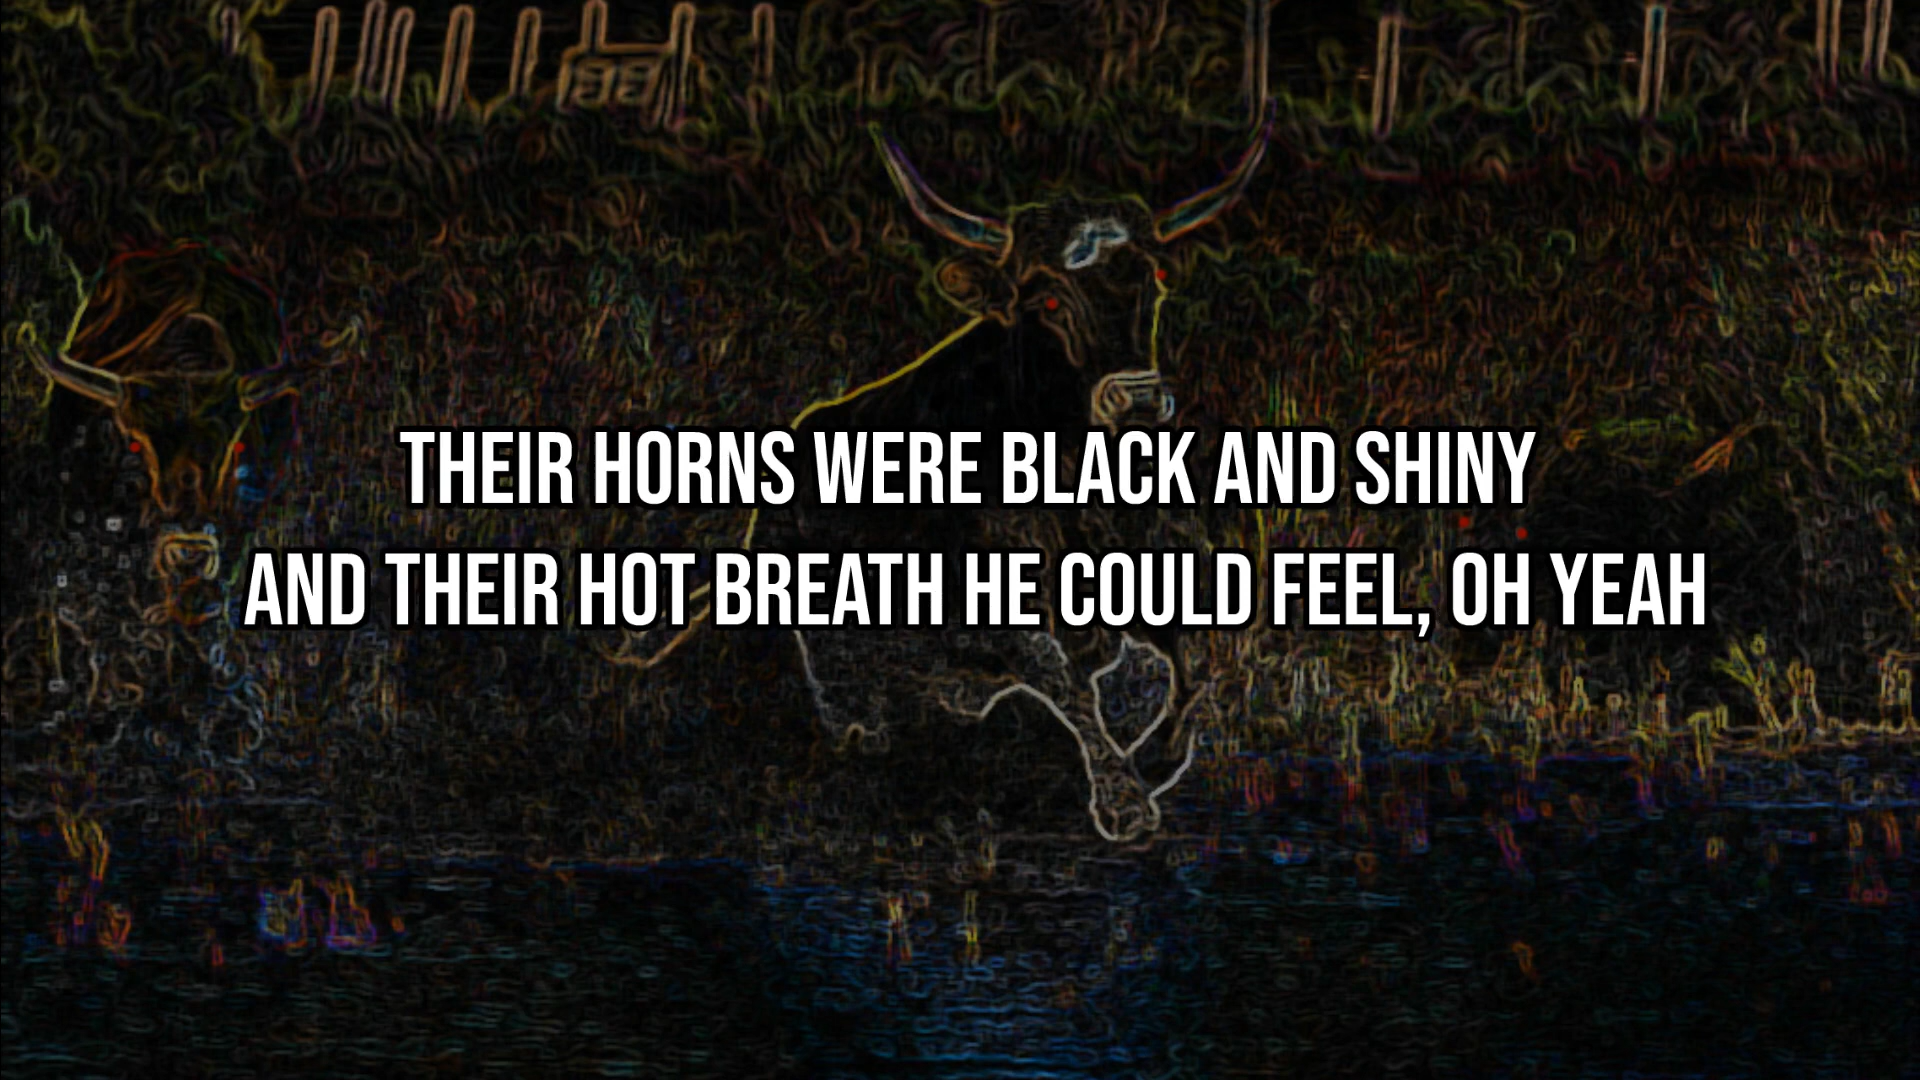 THEIR HORNS WERE BLACK AND SHINY
AND THEIR HOT BREATH HE COULD FEEL, OH YEAH